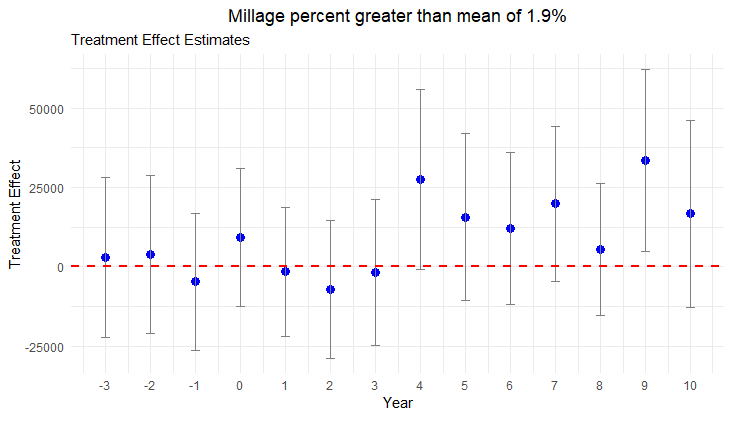 Millage percent greater than mean of 1.9%
Treatment Effect Estimates
Treatment Effect
50000
25000
0
-25000
-3 -2 -1 0 1 2 3 4 5 6 7 8 9 10
Year